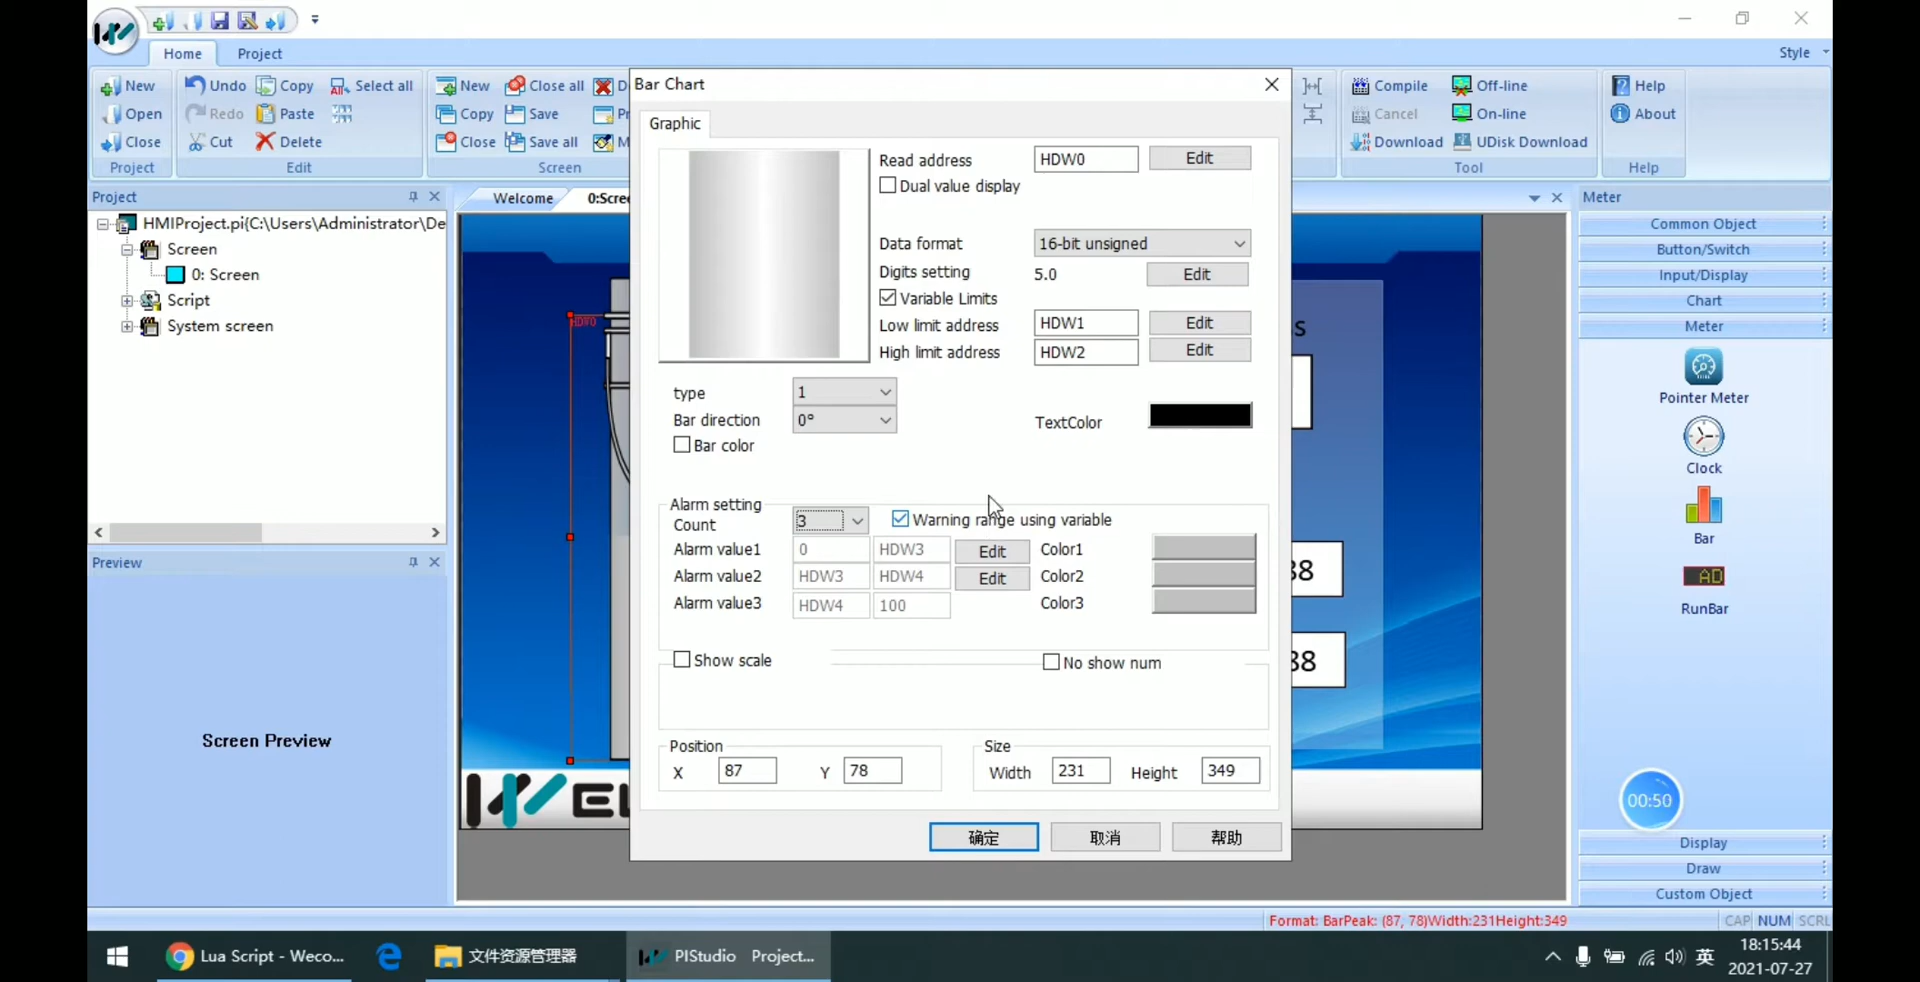 Home
Project
Style
New
Undo
Copy
Select all
New
Close all
Compile
Off-line
Help
Open
Redo
Paste
Copy
Save
Cancel
On-line
About
Close
Cut
Delete
Close
Save all
Download
UDisk Download
Project
Edit
Screen
Tool
Help
Project
HMIProject.pi{C:\Users\Administrator\De
Screen
0: Screen
Script
System screen
Preview
Screen Preview
Welcome
0:Scree
HDW0
s
38
38
Bar Chart
Graphic
Read address
HDW0
Edit
Dual value display
Data format
16-bit unsigned
Digits setting
5.0
Edit
Variable Limits
Low limit address
HDW1
Edit
High limit address
HDW2
Edit
type
1
Bar direction
0°
TextColor
Bar color
Alarm setting
Count
3
Warning range using variable
Alarm value1
0
HDW3
Edit
Color1
Alarm value2
HDW3
HDW4
Edit
Color2
Alarm value3
HDW4
100
Color3
Show scale
No show num
Position
X
87
Y
78
Size
Width
231
Height
349
确定
取消
帮助
Meter
Common Object
Button/Switch
Input/Display
Chart
Meter
Pointer Meter
Clock
Bar
AD
RunBar
00:50
Display
Draw
Custom Object
Format: BarPeak: (87, 78)Width:231Height:349
CAP
NUM
SCRL
Lua Script - Weco...
文件资源管理器
PIStudio
Project...
英
18:15:44
2021-07-27